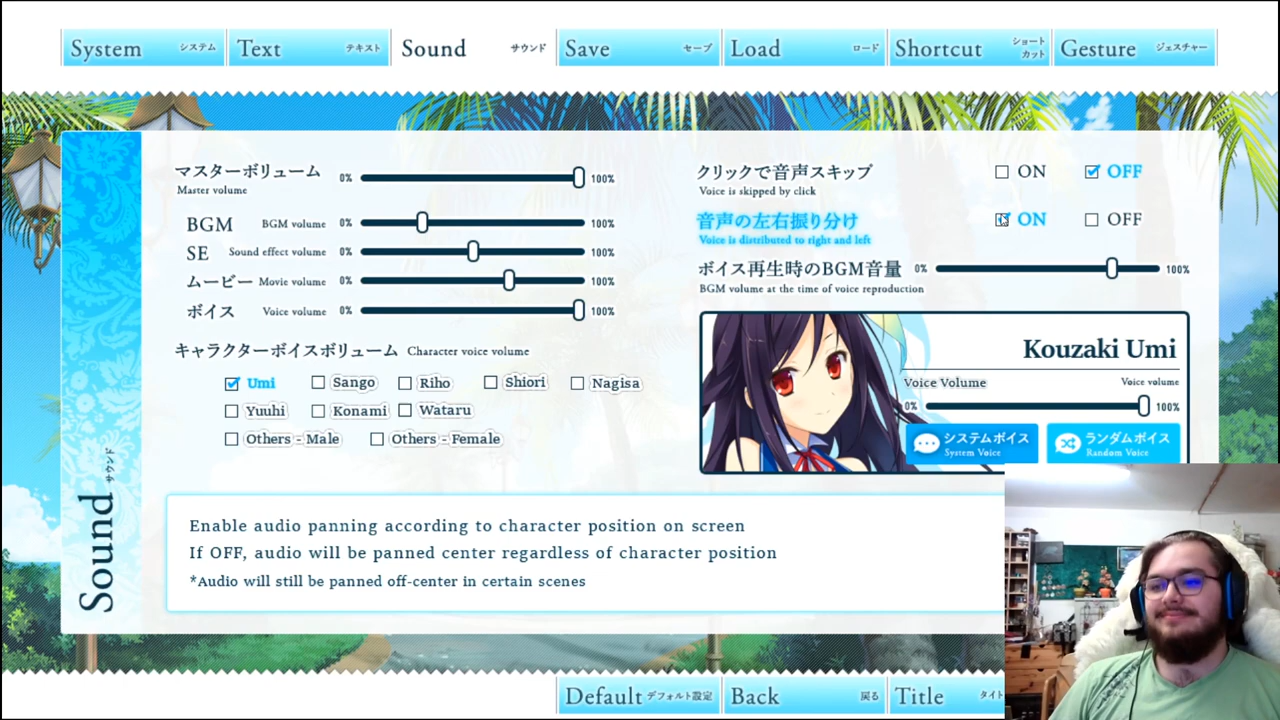 System システム
Text テキスト
Sound サウンド
Save セーブ
Load ロード
Shortcut ショートカット
Gesture ジェスチャー
マスターボリューム 0% 100%
Master volume
BGM BGM volume 0% 100%
SE Sound effect volume 0% 100%
ムービー Movie volume 0% 100%
ボイス Voice volume 0% 100%
キャラクターボイスボリューム Character voice volume
Umi Sango Riho Shiori Nagisa
Yuuhi Konami Wataru
Others - Male Others - Female
クリックで音声スキップ ON OFF
Voice is skipped by click
音声の左右振り分け ON OFF
Voice is distributed to right and left
ボイス再生時のBGM音量 0% 100%
BGM volume at the time of voice reproduction
Kouzaki Umi
Voice Volume Voice volume
0% 100%
システムボイス
System Voice
ランダムボイス
Random Voice
Sound サウンド
Enable audio panning according to character position on screen
If OFF, audio will be panned center regardless of character position
*Audio will still be panned off-center in certain scenes
Default デフォルト設定
Back 戻る
Title タイト